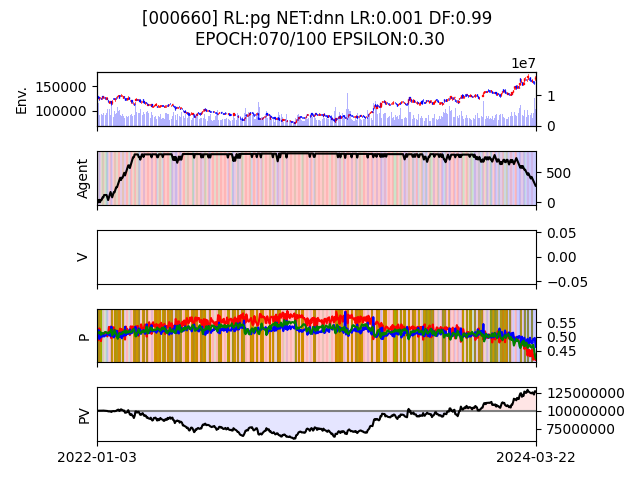 [000660] RL:pg NET:dnn LR:0.001 DF:0.99
EPOCH:070/100 EPSILON:0.30
1e7
Env.
150000
100000
1
0
Agent
500
0
V
0.05
0.00
−0.05
P
0.55
0.50
0.45
PV
125000000
100000000
75000000
2022-01-03
2024-03-22